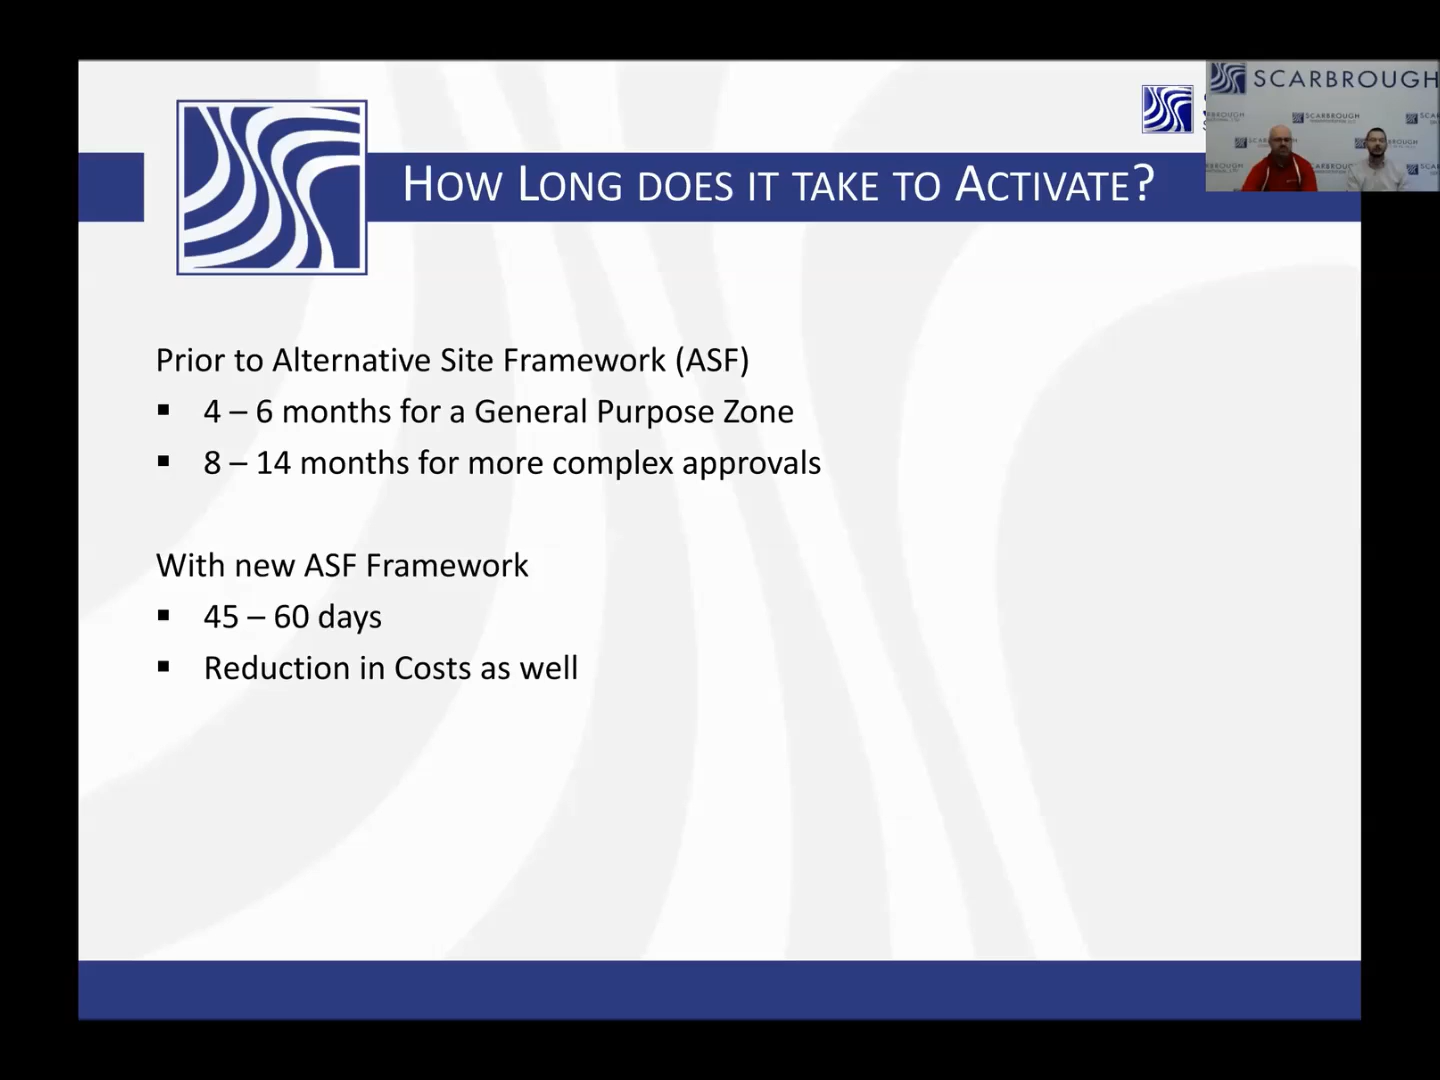 SCARBROUGH
SCARBROUGH
HOW LONG DOES IT TAKE TO ACTIVATE?
Prior to Alternative Site Framework (ASF)
▪ 4 – 6 months for a General Purpose Zone
▪ 8 – 14 months for more complex approvals
With new ASF Framework
▪ 45 – 60 days
▪ Reduction in Costs as well